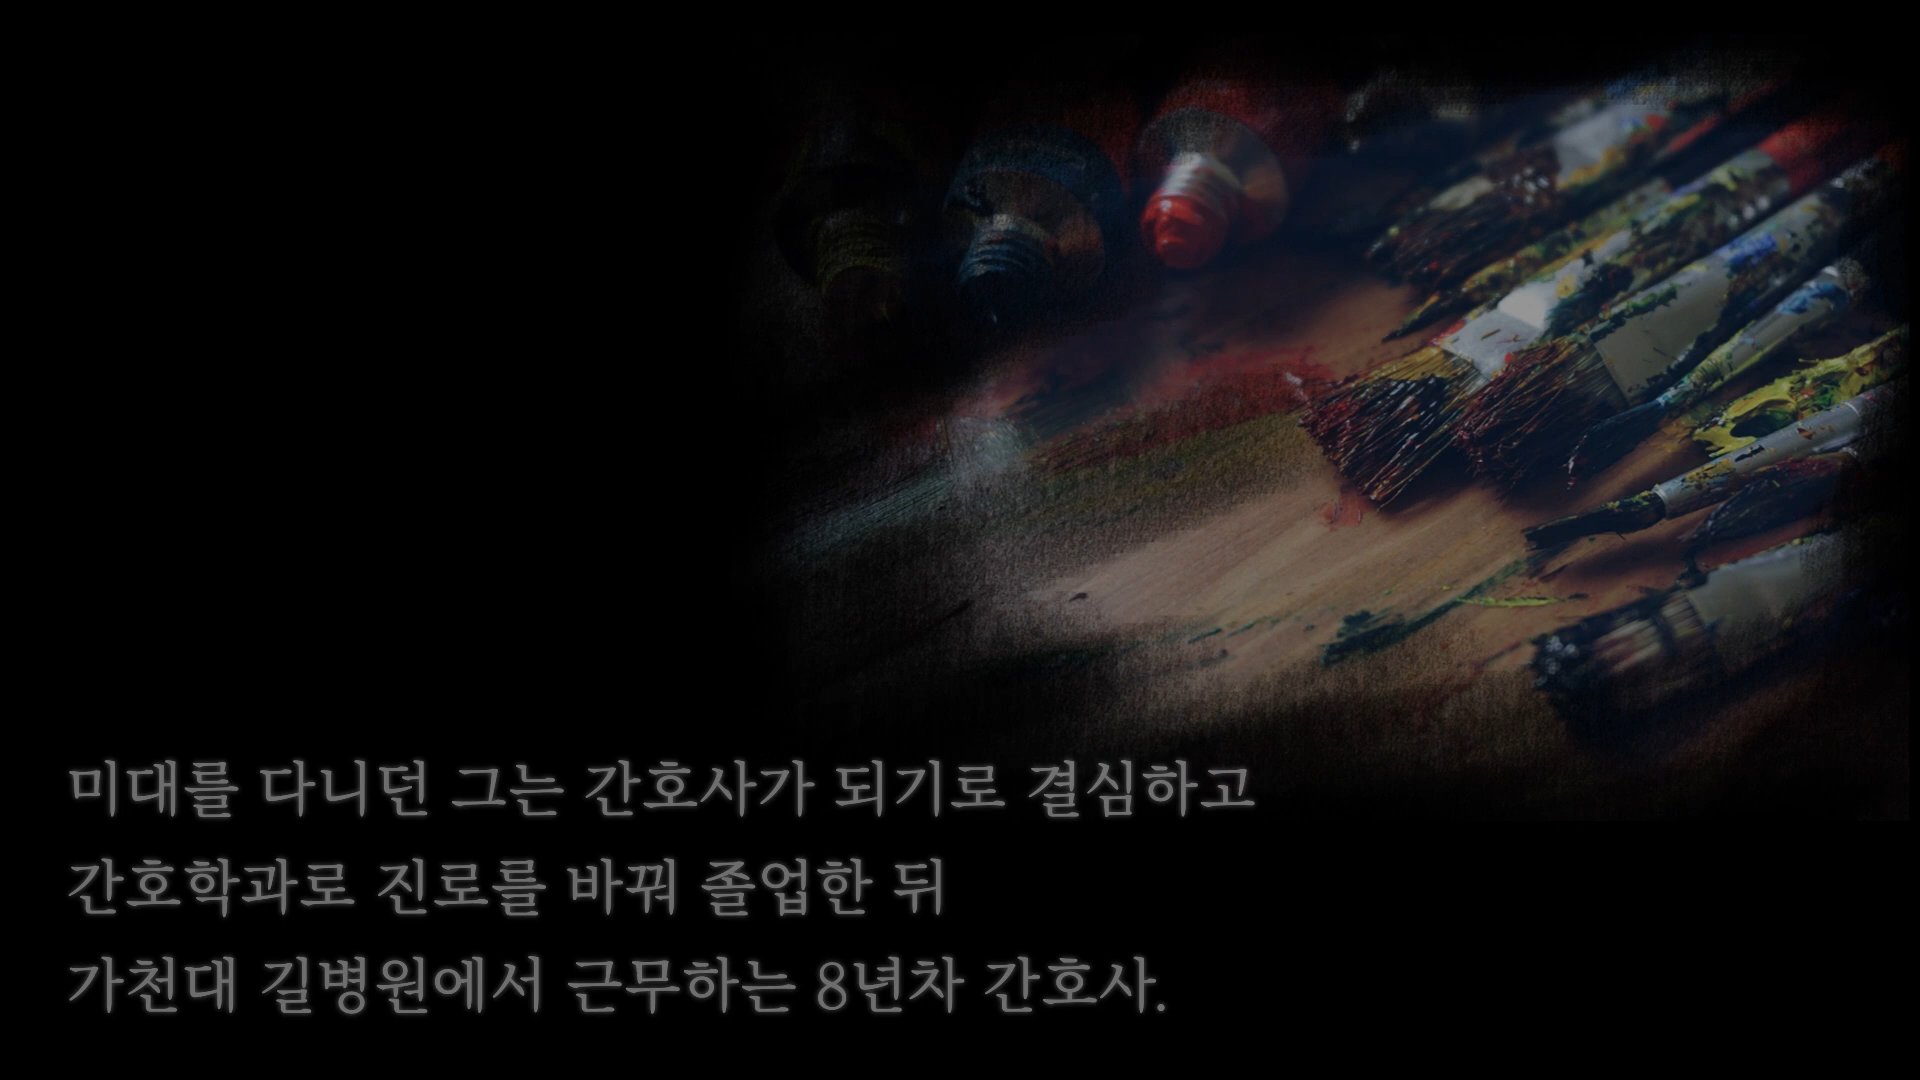 미대를 다니던 그는 간호사가 되기로 결심하고
간호학과로 진로를 바꿔 졸업한 뒤
가천대 길병원에서 근무하는 8년차 간호사.